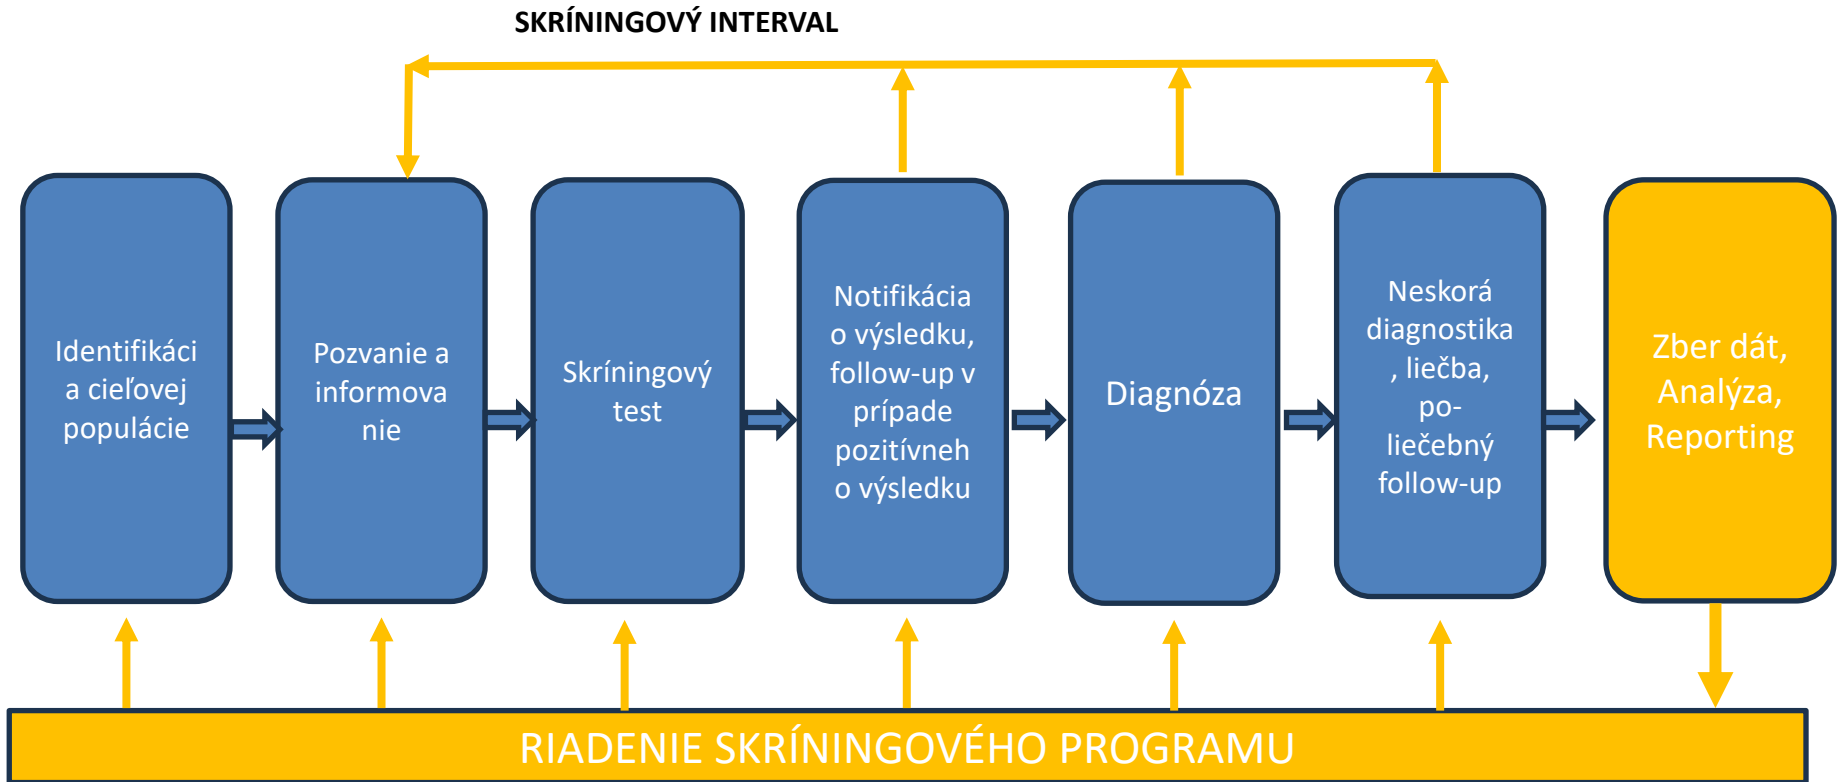 SKRÍNINGOVÝ INTERVAL
Identifikáci
a cieľovej
populácie
Pozvanie a
informova
nie
Skríningový
test
Notifikácia
o výsledku,
follow-up v
prípade
pozitívneh
o výsledku
Diagnóza
Neskorá
diagnostika
, liečba,
po-
liečebný
follow-up
Zber dát,
Analýza,
Reporting
RIADENIE SKRÍNINGOVÉHO PROGRAMU